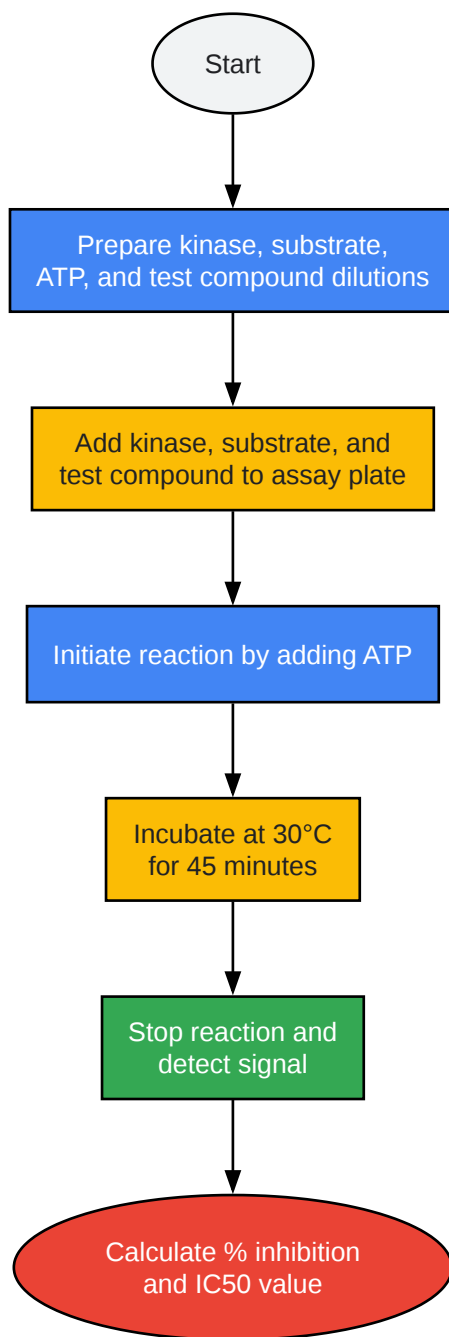 Start
Prepare kinase, substrate,
ATP, and test compound dilutions
Add kinase, substrate, and
test compound to assay plate
Initiate reaction by adding ATP
Incubate at 30°C
for 45 minutes
Stop reaction and
detect signal
Calculate % inhibition
and IC50 value